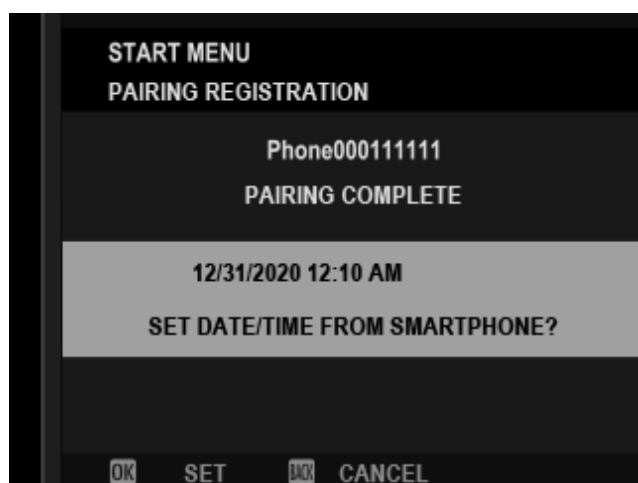 START MENU
PAIRING REGISTRATION
Phone000111111
PAIRING COMPLETE
12/31/2020 12:10 AM
SET DATE/TIME FROM SMARTPHONE?
OK SET BACK CANCEL